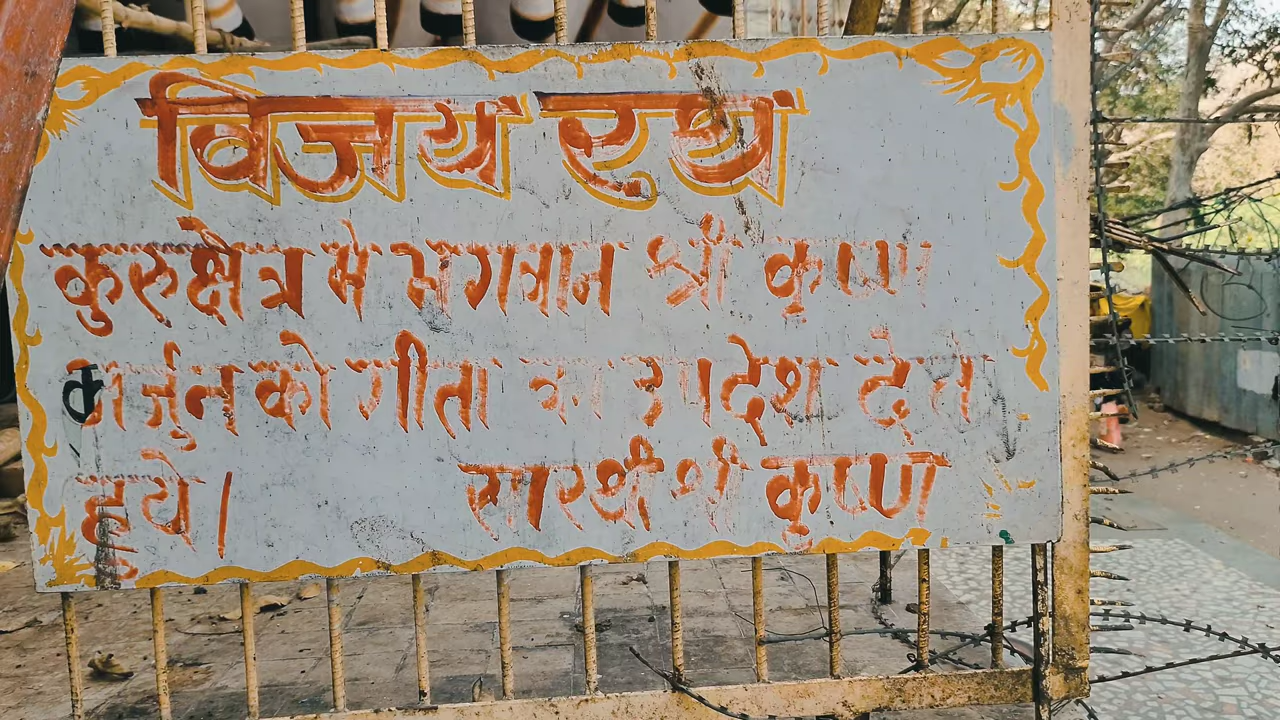 विजय रथ
कुरुक्षेत्र मे भगवान श्री कृष्ण
अर्जुन को गीता का उपदेश देते
हुये। सारथी श्री कृष्ण